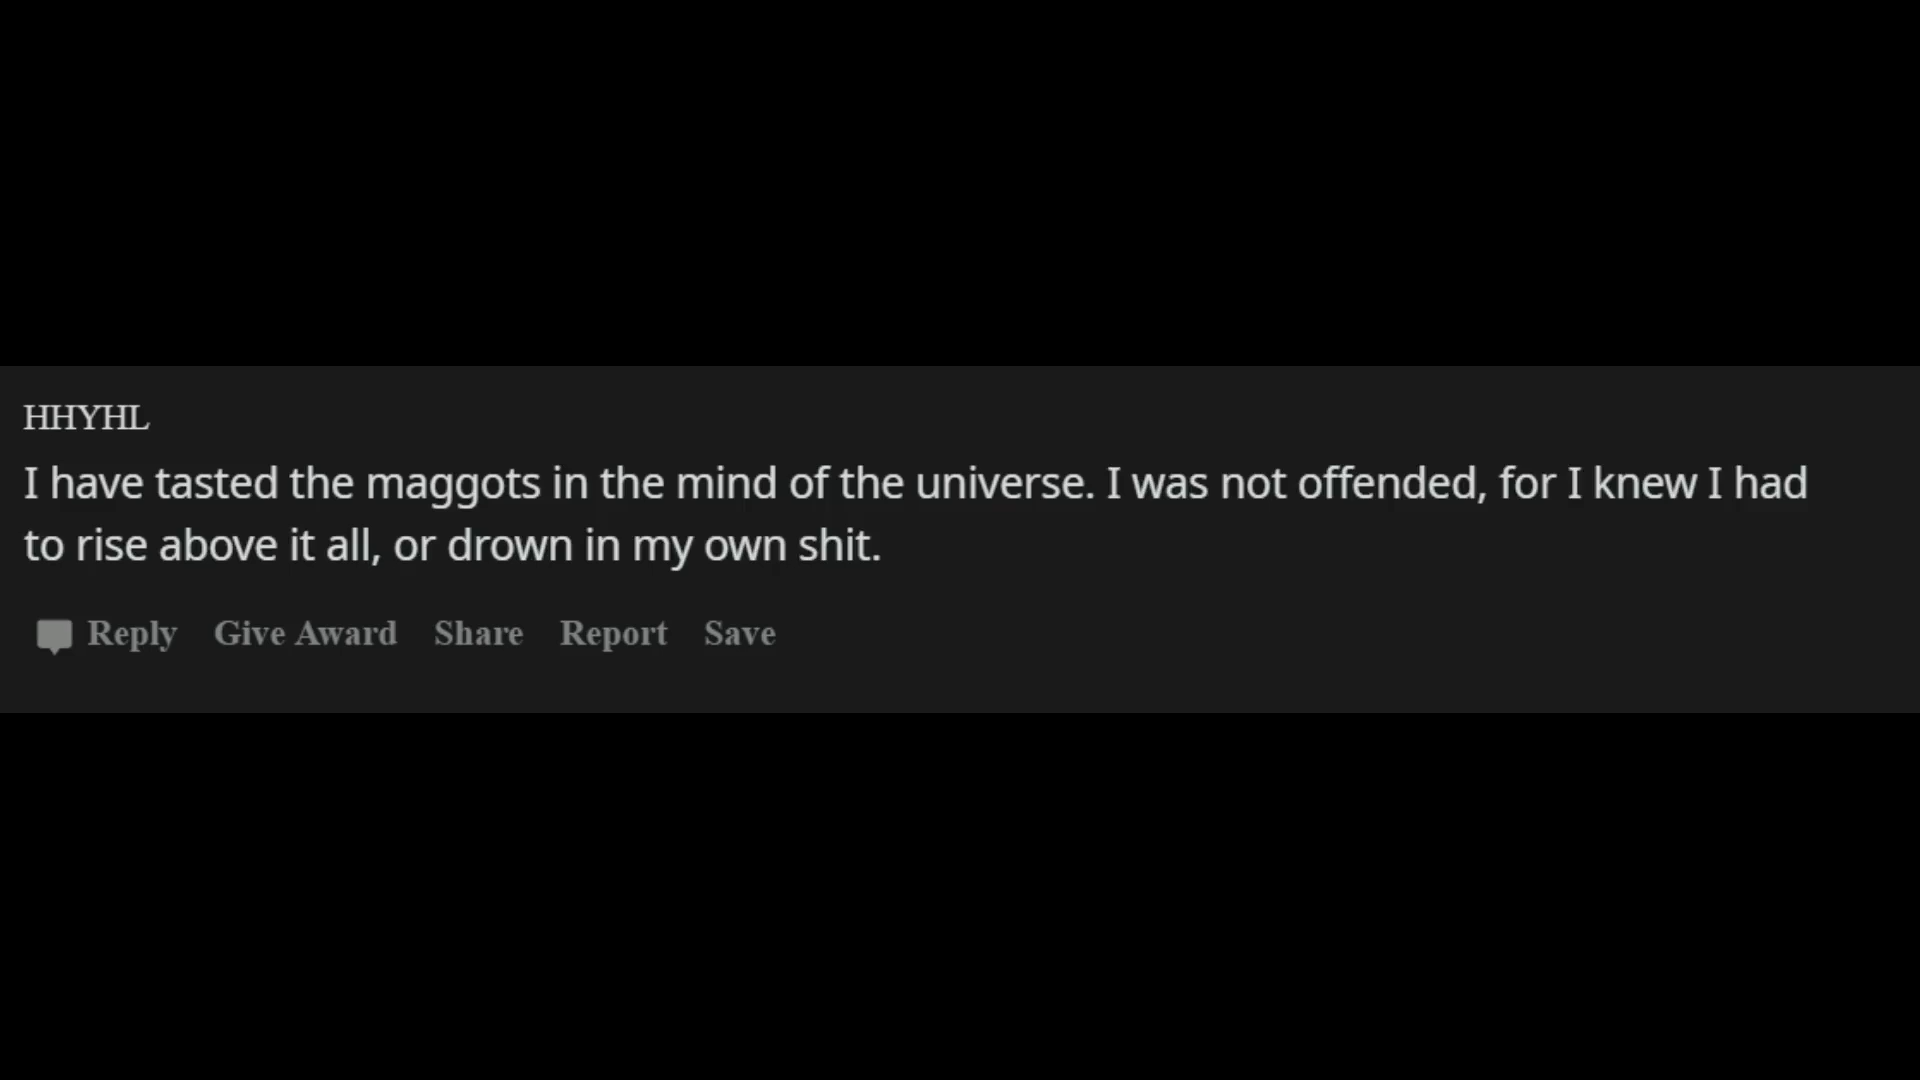 HHYHL
I have tasted the maggots in the mind of the universe. I was not offended, for I knew I had
to rise above it all, or drown in my own shit.
Reply Give Award Share Report Save